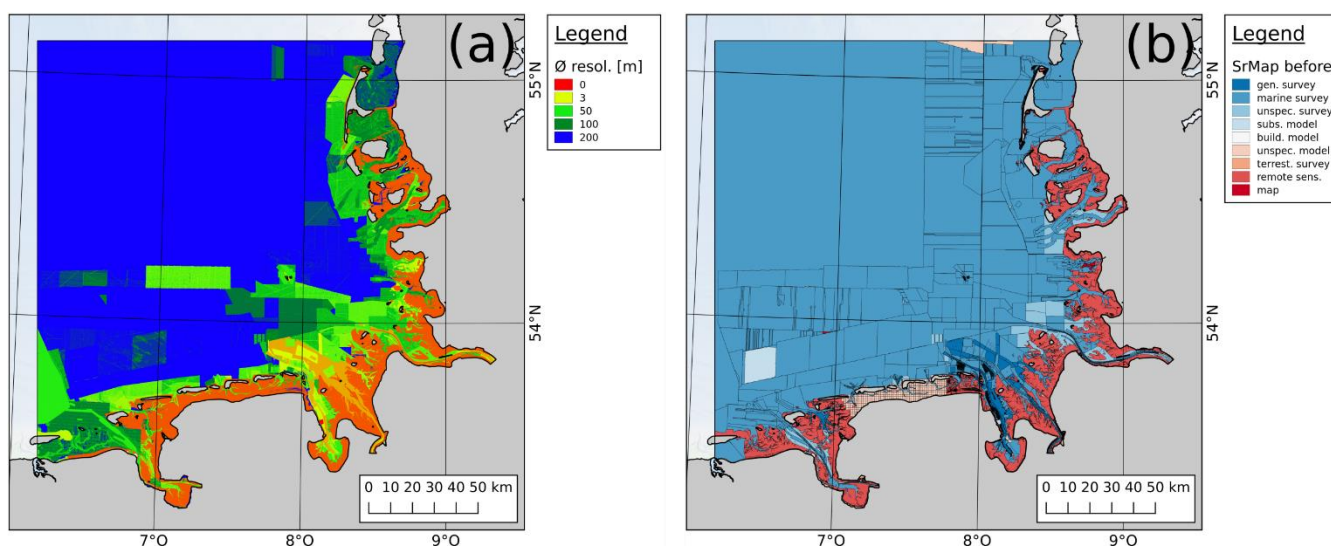 (a)
Legend
Ø resol. [m]
0
3
50
100
200
55°N
54°N
0 10 20 30 40 50 km
7°O
8°O
9°O
(b)
Legend
SrMap before
gen. survey
marine survey
unspec. survey
subs. model
build. model
unspec. model
terrest. survey
remote sens.
map
55°N
54°N
0 10 20 30 40 50 km
7°O
8°O
9°O